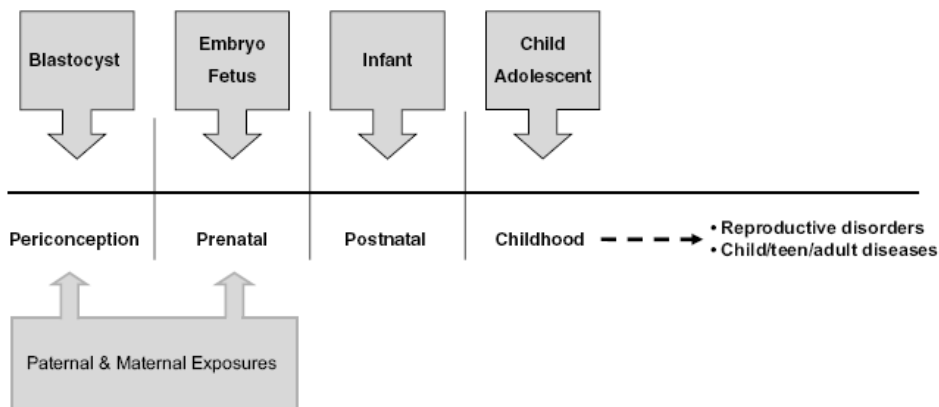 Blastocyst
Embryo
Fetus
Infant
Child
Adolescent
Periconception
Prenatal
Postnatal
Childhood
• Reproductive disorders
• Child/teen/adult diseases
Paternal & Maternal Exposures